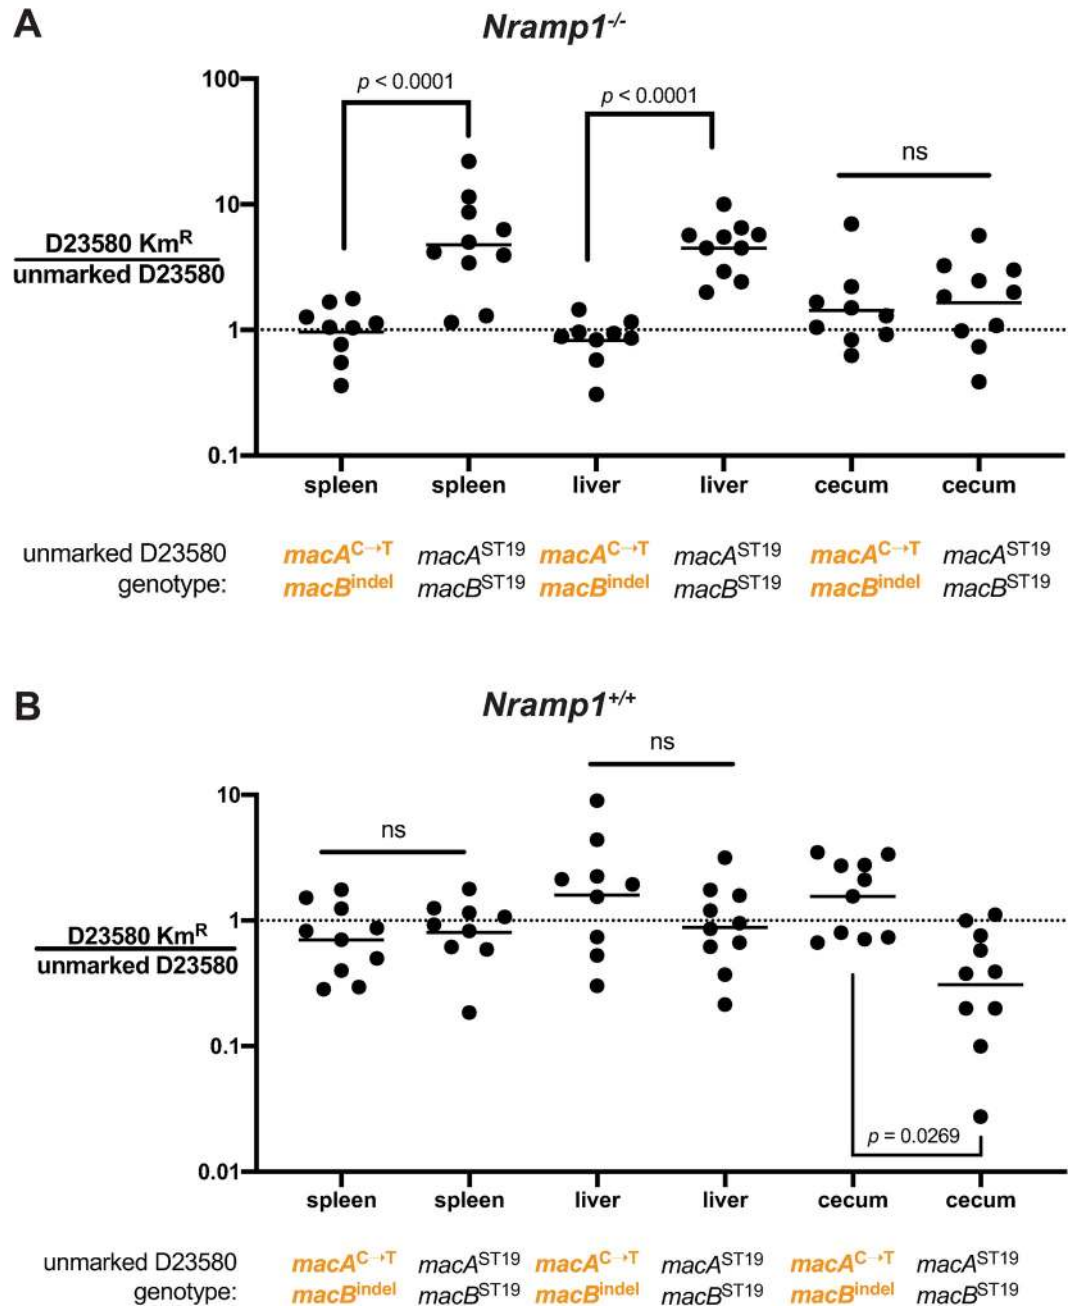 A
Nramp1-/-
100
10
1
0.1
p < 0.0001
p < 0.0001
ns
D23580 KmR
unmarked D23580
spleen spleen liver liver cecum cecum
unmarked D23580 macAC→T macAST19 macAC→T macAST19 macAC→T macAST19
genotype: macBindel macBST19 macBindel macBST19 macBindel macBST19
B
Nramp1+/+
ns
ns
10
1
0.1
0.01
D23580 KmR
unmarked D23580
p = 0.0269
spleen spleen liver liver cecum cecum
unmarked D23580 macAC→T macAST19 macAC→T macAST19 macAC→T macAST19
genotype: macBindel macBST19 macBindel macBST19 macBindel macBST19